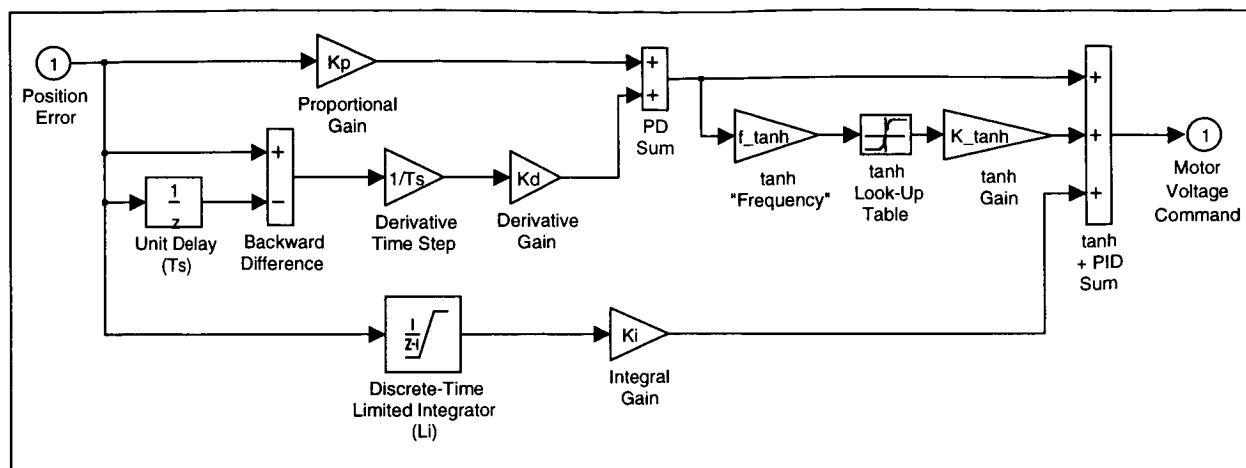 1
Position
Error
Kp
Proportional
Gain
+
+
PD
Sum
+
−
Backward
Difference
1
z
Unit Delay
(Ts)
1/Ts
Derivative
Time Step
Kd
Derivative
Gain
f_tanh
tanh
"Frequency"
tanh
Look-Up
Table
K_tanh
tanh
Gain
+
+
+
tanh
+ PID
Sum
1
Motor
Voltage
Command
1
z-i
Discrete-Time
Limited Integrator
(Li)
Ki
Integral
Gain